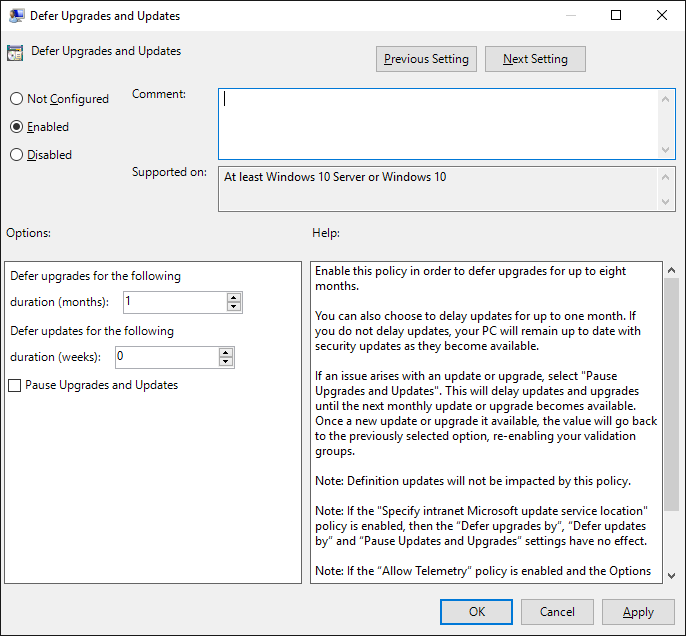 Defer Upgrades and Updates
Defer Upgrades and Updates
Previous Setting
Next Setting
Not Configured
Comment:
Enabled
Disabled
Supported on:
At least Windows 10 Server or Windows 10
Options:
Help:
Defer upgrades for the following
duration (months):
1
Defer updates for the following
duration (weeks):
0
Pause Upgrades and Updates
Enable this policy in order to defer upgrades for up to eight
months.
You can also choose to delay updates for up to one month. If
you do not delay updates, your PC will remain up to date with
security updates as they become available.
If an issue arises with an update or upgrade, select "Pause
Upgrades and Updates". This will delay updates and upgrades
until the next monthly update or upgrade becomes available.
Once a new update or upgrade it available, the value will go back
to the previously selected option, re-enabling your validation
groups.
Note: Definition updates will not be impacted by this policy.
Note: If the "Specify intranet Microsoft update service location"
policy is enabled, then the “Defer upgrades by”, “Defer updates
by” and “Pause Updates and Upgrades” settings have no effect.
Note: If the “Allow Telemetry” policy is enabled and the Options
OK
Cancel
Apply